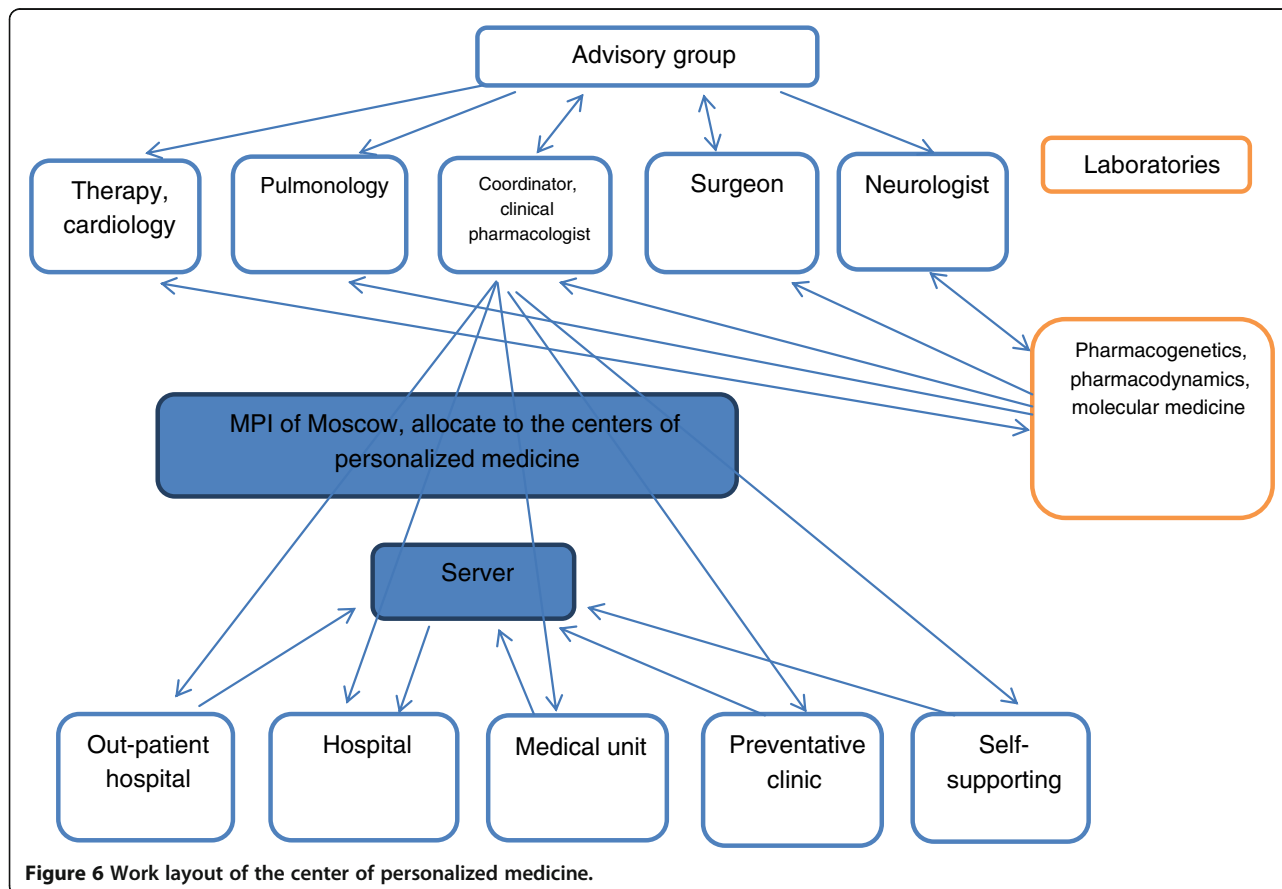 Advisory group
Therapy,
cardiology
Pulmonology
Coordinator,
clinical
pharmacologist
Surgeon
Neurologist
Laboratories
Pharmacogenetics,
pharmacodynamics,
molecular medicine
MPI of Moscow, allocate to the centers of
personalized medicine
Server
Out-patient
hospital
Hospital
Medical unit
Preventative
clinic
Self-
supporting
Figure 6 Work layout of the center of personalized medicine.